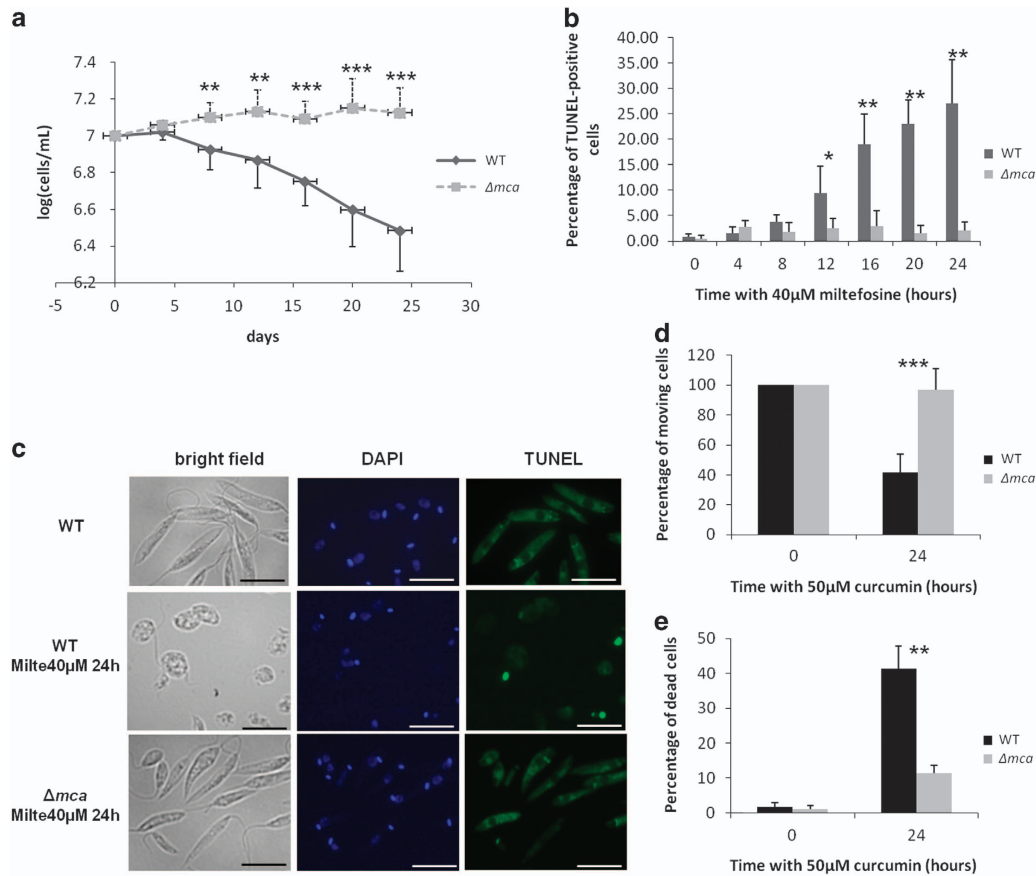 a
7.4
7.2
7
6.8
6.6
6.4
6.2
log(cells/mL)
** ** *** *** ***
-5 0 5 10 15 20 25 30
days
WT
Δmca
b
40.00
35.00
30.00
25.00
20.00
15.00
10.00
5.00
0.00
Percentage of TUNEL-positive
cells
* ** ** **
0 4 8 12 16 20 24
Time with 40µM miltefosine (hours)
WT
Δmca
c
bright field DAPI TUNEL
WT
WT
Milte40µM 24h
Δmca
Milte40µM 24h
d
120
100
80
60
40
20
0
Percentage of moving cells
***
0 24
Time with 50µM curcumin (hours)
WT
Δmca
e
50
40
30
20
10
0
Percentage of dead cells
**
0 24
Time with 50µM curcumin (hours)
WT
Δmca